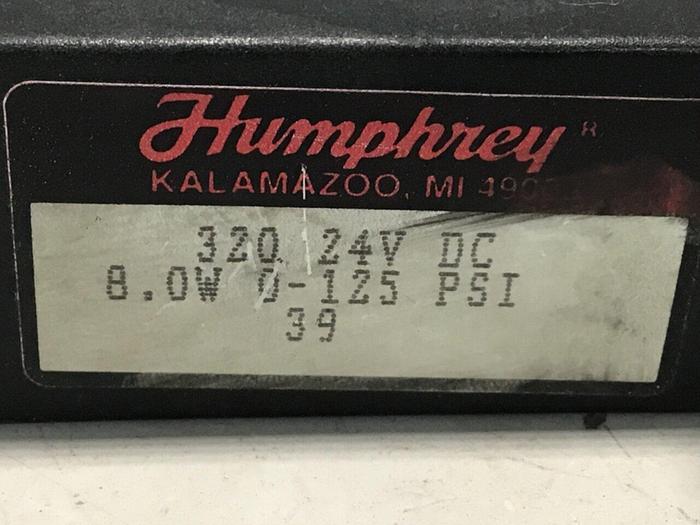 Humphrey®
KALAMAZOO, MI
320 24V DC
8.0W 0-125 PSI
39